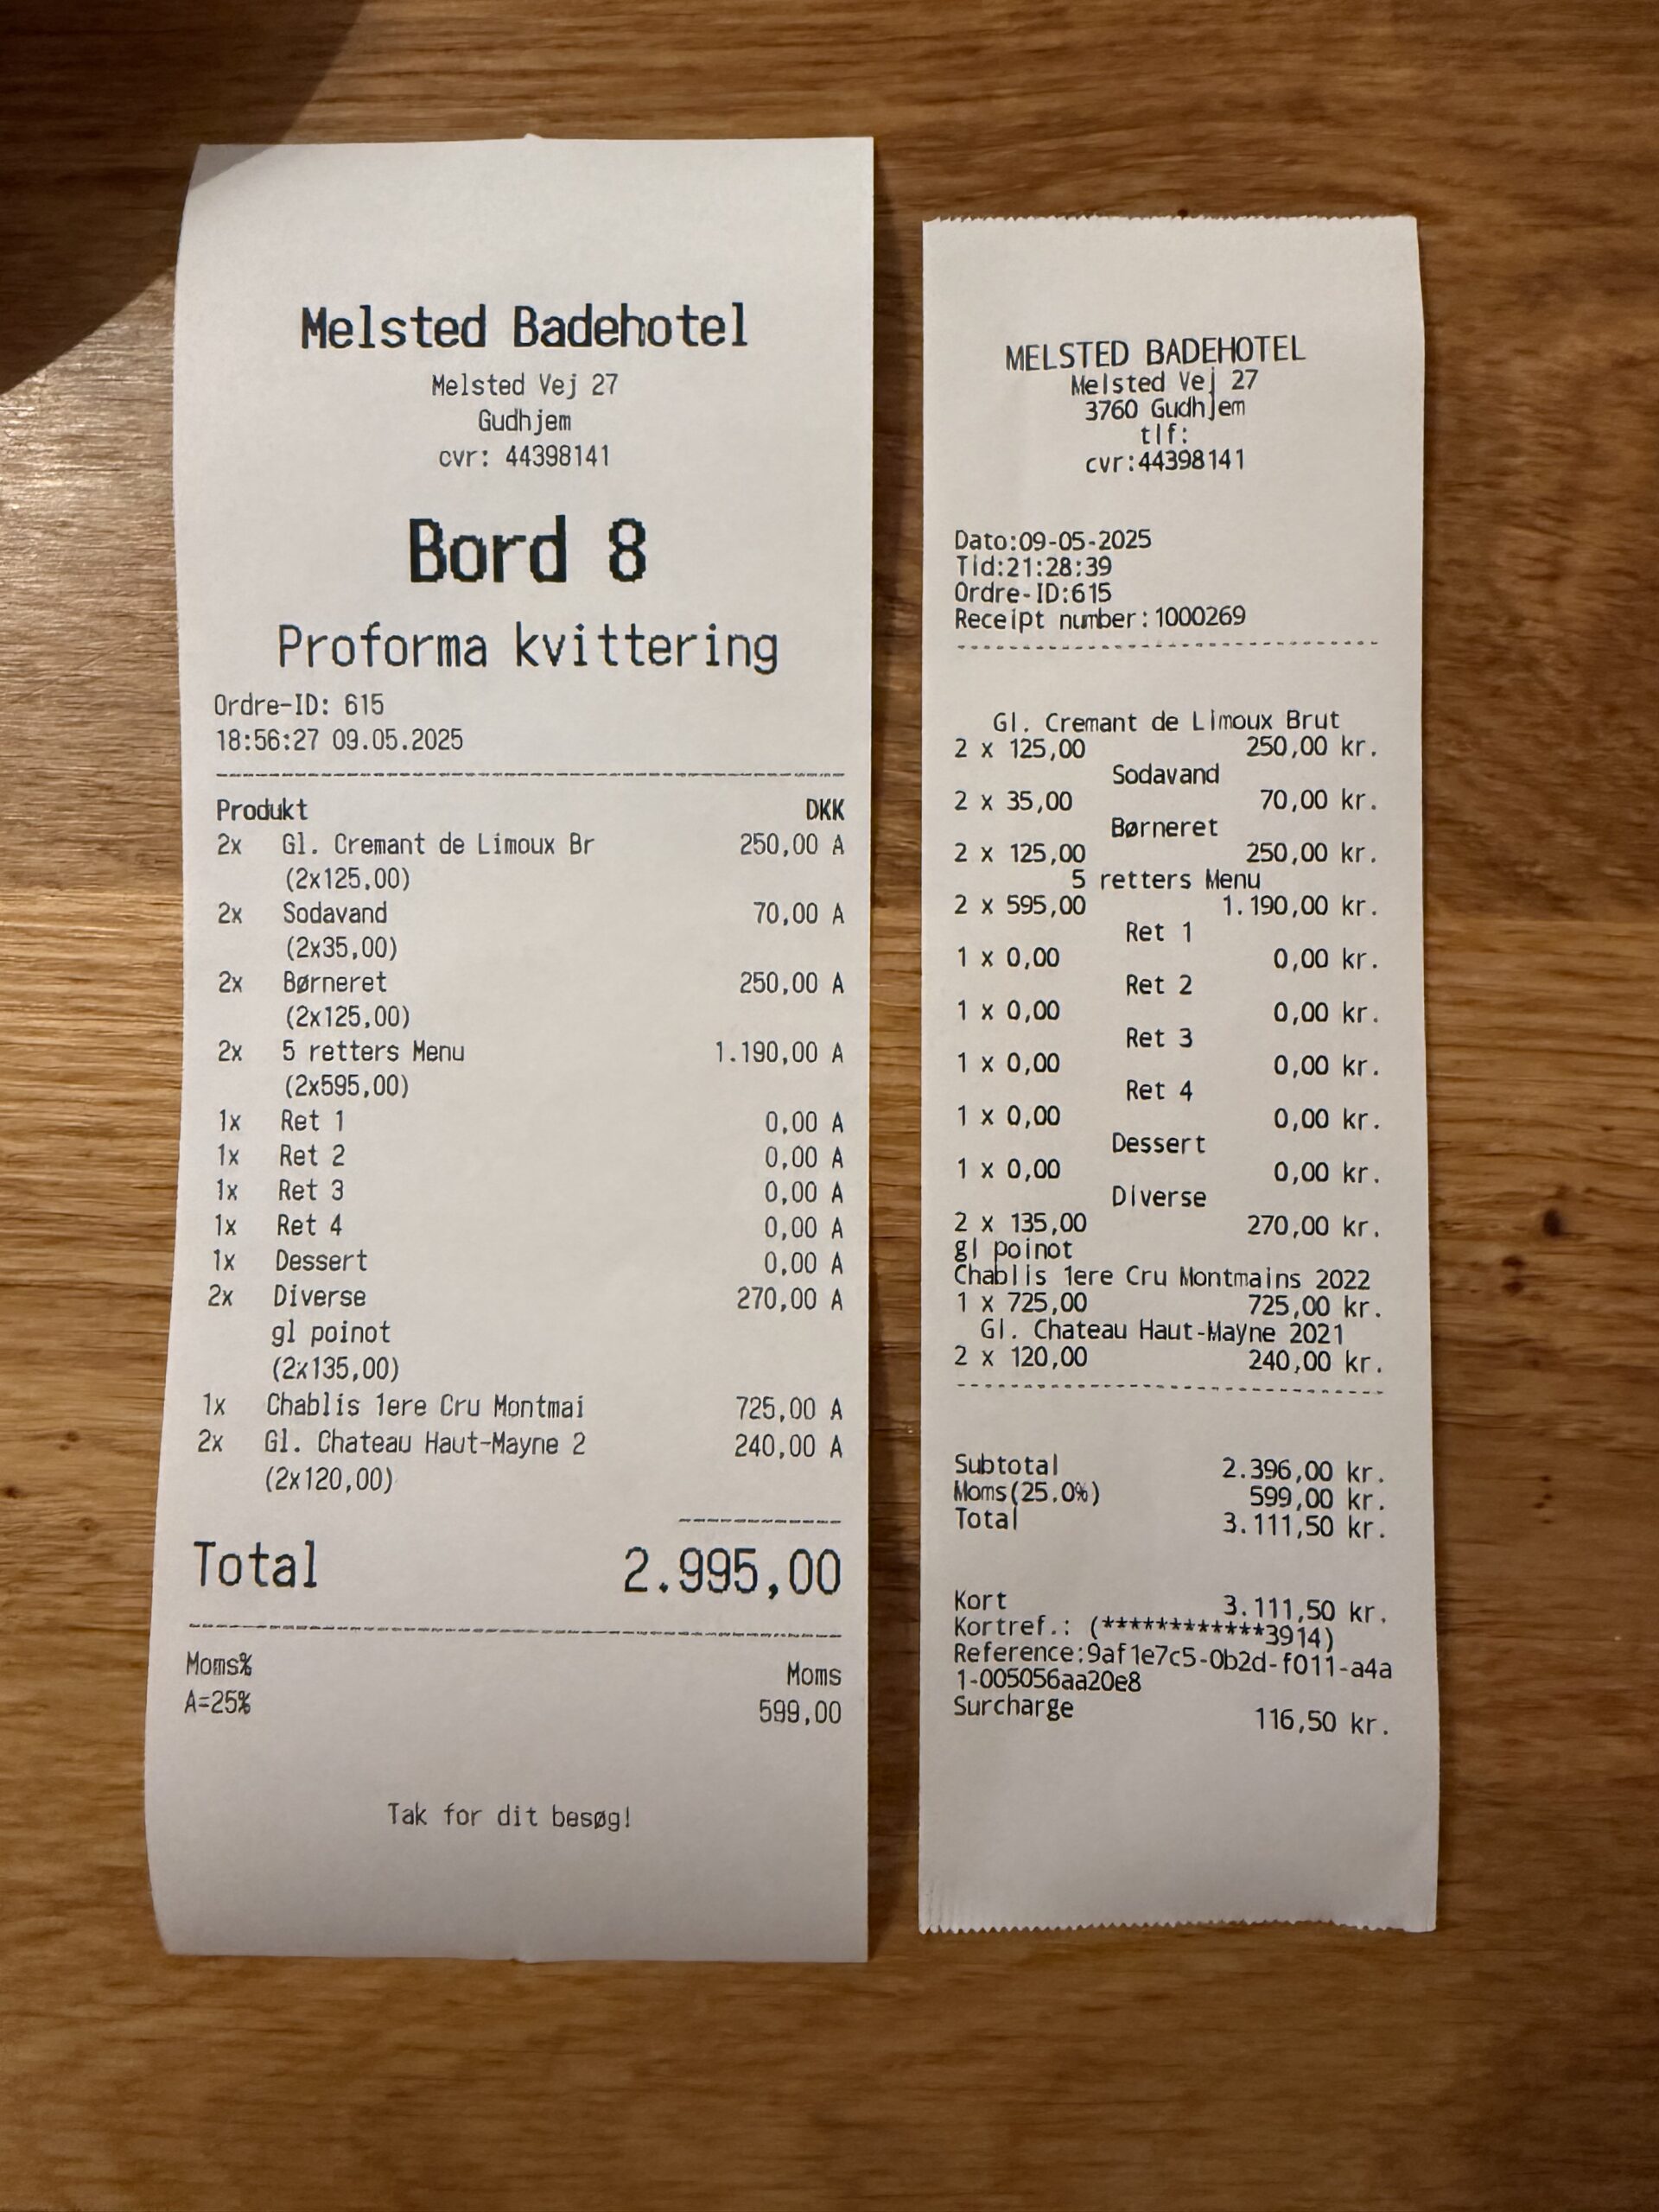 Melsted Badehotel
Melsted Vej 27
Gudhjem
cvr: 44398141
Bord 8
Proforma kvittering
Ordre-ID: 615
18:56:27 09.05.2025
Produkt DKK
2x Gl. Cremant de Limoux Br 250,00 A
(2x125,00)
2x Sodavand 70,00 A
(2x35,00)
2x Børneret 250,00 A
(2x125,00)
2x 5 retters Menu 1.190,00 A
(2x595,00)
1x Ret 1 0,00 A
1x Ret 2 0,00 A
1x Ret 3 0,00 A
1x Ret 4 0,00 A
1x Dessert 0,00 A
2x Diverse 270,00 A
gl poinot
(2x135,00)
1x Chablis 1ere Cru Montmai 725,00 A
2x Gl. Chateau Haut-Mayne 2 240,00 A
(2x120,00)
Total 2.995,00
Moms% Moms
A=25% 599,00
Tak for dit besøg!
MELSTED BADEHOTEL
Melsted Vej 27
3760 Gudhjem
tlf:
cvr:44398141
Dato:09-05-2025
Tid:21:28:39
Ordre-ID:615
Receipt number:1000269
Gl. Cremant de Limoux Brut
2 x 125,00 250,00 kr.
Sodavand
2 x 35,00 70,00 kr.
Børneret
2 x 125,00 250,00 kr.
5 retters Menu
2 x 595,00 1.190,00 kr.
Ret 1
1 x 0,00 0,00 kr.
Ret 2
1 x 0,00 0,00 kr.
Ret 3
1 x 0,00 0,00 kr.
Ret 4
1 x 0,00 0,00 kr.
Dessert
1 x 0,00 0,00 kr.
Diverse
2 x 135,00 270,00 kr.
gl poinot
Chablis 1ere Cru Montmains 2022
1 x 725,00 725,00 kr.
Gl. Chateau Haut-Mayne 2021
2 x 120,00 240,00 kr.
Subtotal 2.396,00 kr.
Moms(25.0%) 599,00 kr.
Total 3.111,50 kr.
Kort 3.111,50 kr.
Kortref.: (************3914)
Reference:9af1e7c5-0b2d-f011-a4a
1-005056aa20e8
Surcharge 116,50 kr.